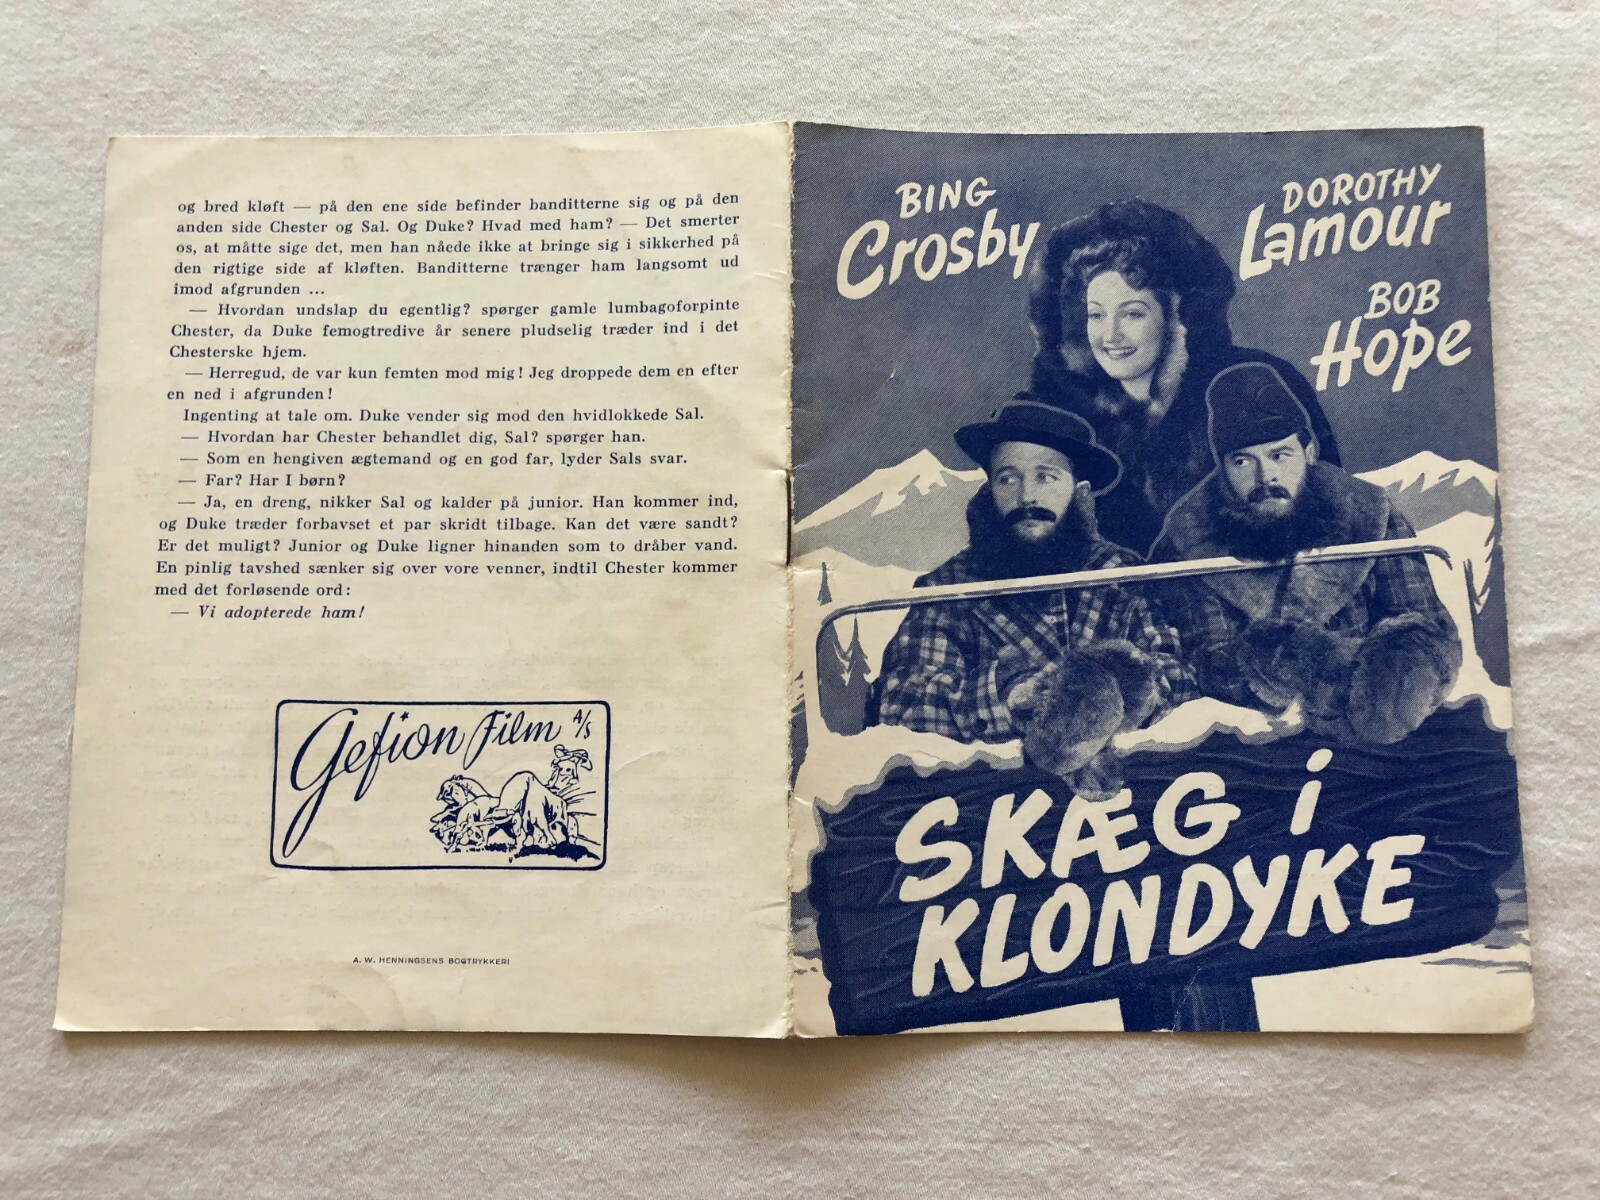 og bred kløft — på den ene side befinder banditterne sig og på den
anden side Chester og Sal. Og Duke? Hvad med ham? — Det smerter
os, at måtte sige det, men han nåede ikke at bringe sig i sikkerhed på
den rigtige side af kløften. Banditterne trænger ham langsomt ud
imod afgrunden ...
— Hvordan undslap du egentlig? spørger gamle lumbagoforpinte
Chester, da Duke femogtredive år senere pludselig træder ind i det
Chesterske hjem.
— Herregud, de var kun femten mod mig! Jeg droppede dem en efter
en ned i afgrunden!
Ingenting at tale om. Duke vender sig mod den hvidlokkede Sal.
— Hvordan har Chester behandlet dig, Sal? spørger han.
— Som en hengiven ægtemand og en god far, lyder Sals svar.
— Far? Har I børn?
— Ja, en dreng, nikker Sal og kalder på junior. Han kommer ind,
og Duke træder forbavset et par skridt tilbage. Kan det være sandt?
Er det muligt? Junior og Duke ligner hinanden som to dråber vand.
En pinlig tavshed sænker sig over vore venner, indtil Chester kommer
med det forløsende ord:
— Vi adopterede ham!
Gefion Film A/S
A. W. HENNINGSENS BOGTRYKKERI
BING
Crosby
DOROTHY
Lamour
BOB
Hope
SKÆG i
KLONDYKE